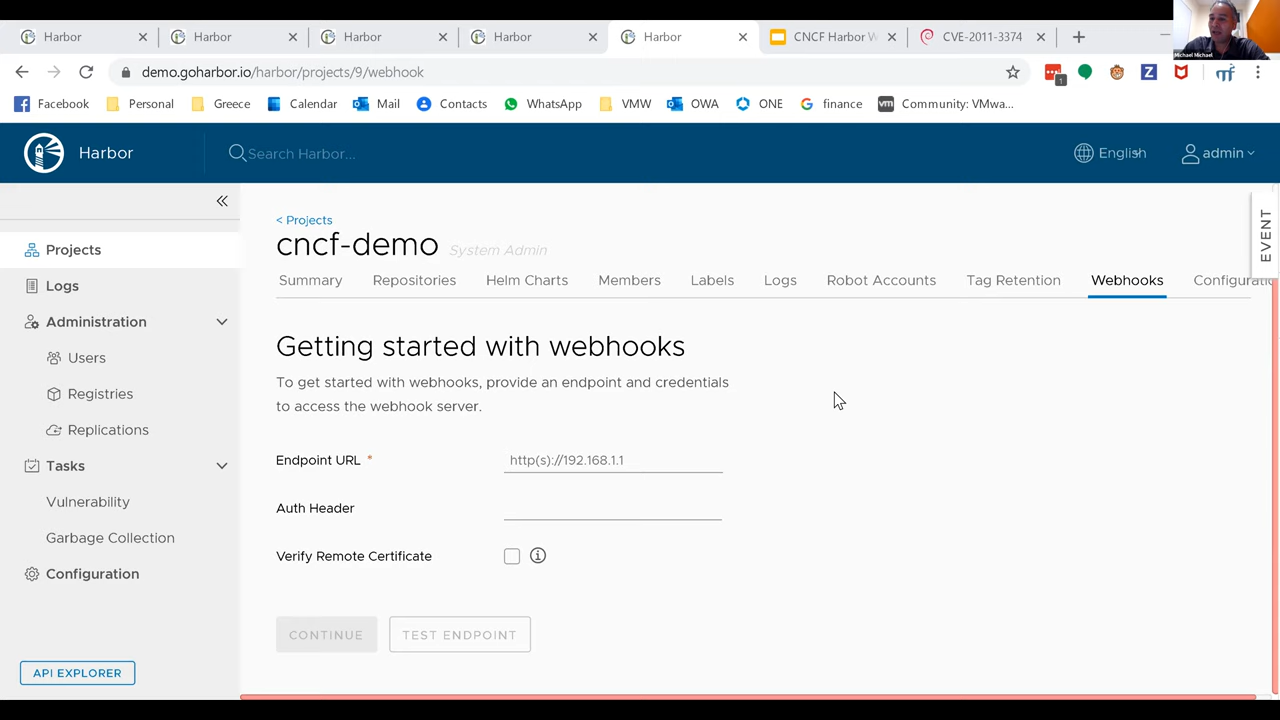 Harbor
Harbor
Harbor
Harbor
Harbor
CNCF Harbor W
CVE-2011-3374
Michael Michael
demo.goharbor.io/harbor/projects/9/webhook
1
Facebook
Personal
Greece
Calendar
Mail
Contacts
WhatsApp
VMW
OWA
ONE
finance
Community: VMwa...
Harbor
Search Harbor...
English
admin
< Projects
cncf-demo System Admin
EVENT
Summary
Repositories
Helm Charts
Members
Labels
Logs
Robot Accounts
Tag Retention
Webhooks
Configurati
Projects
Logs
Administration
Users
Registries
Replications
Tasks
Vulnerability
Garbage Collection
Configuration
API EXPLORER
Getting started with webhooks
To get started with webhooks, provide an endpoint and credentials
to access the webhook server.
Endpoint URL *
http(s)://192.168.1.1
Auth Header
Verify Remote Certificate
CONTINUE
TEST ENDPOINT